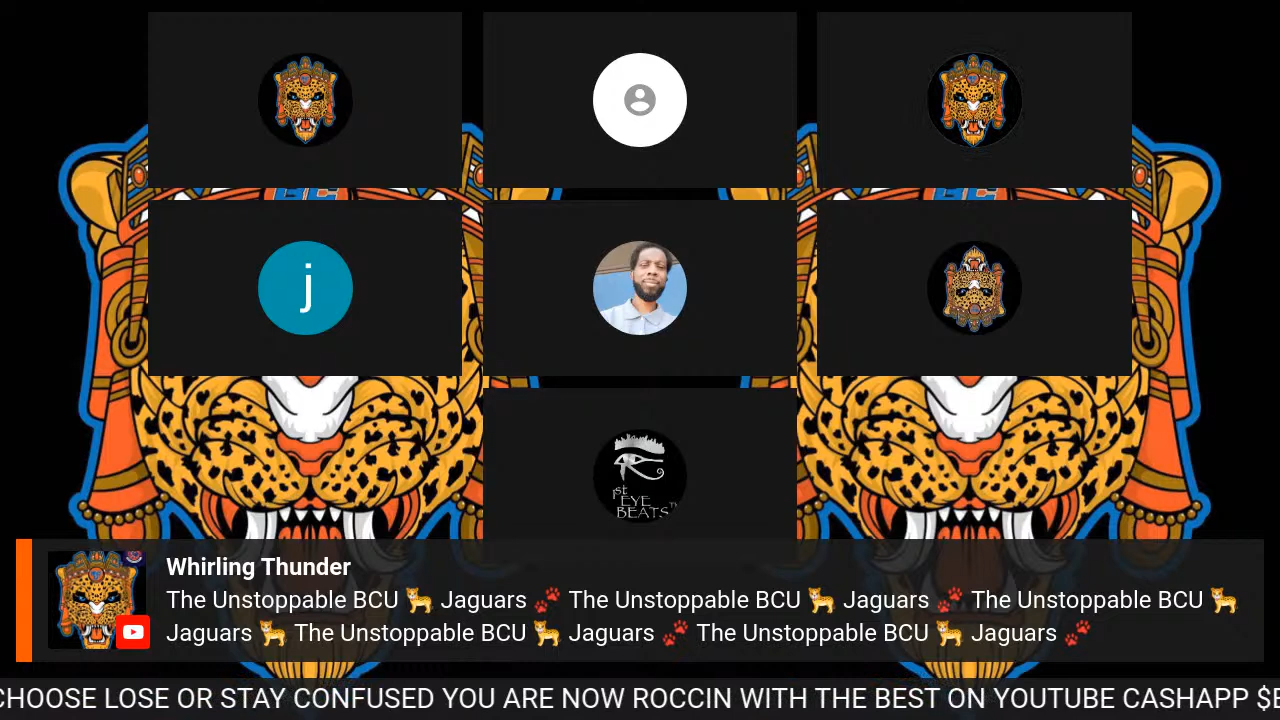 j
1st
EYE
BEATS™
Whirling Thunder
The Unstoppable BCU 🐆 Jaguars 🐾 The Unstoppable BCU 🐆 Jaguars 🐾 The Unstoppable BCU 🐆
Jaguars 🐆 The Unstoppable BCU 🐆 Jaguars 🐾 The Unstoppable BCU 🐆 Jaguars 🐾
CHOOSE LOSE OR STAY CONFUSED YOU ARE NOW ROCCIN WITH THE BEST ON YOUTUBE CASHAPP $